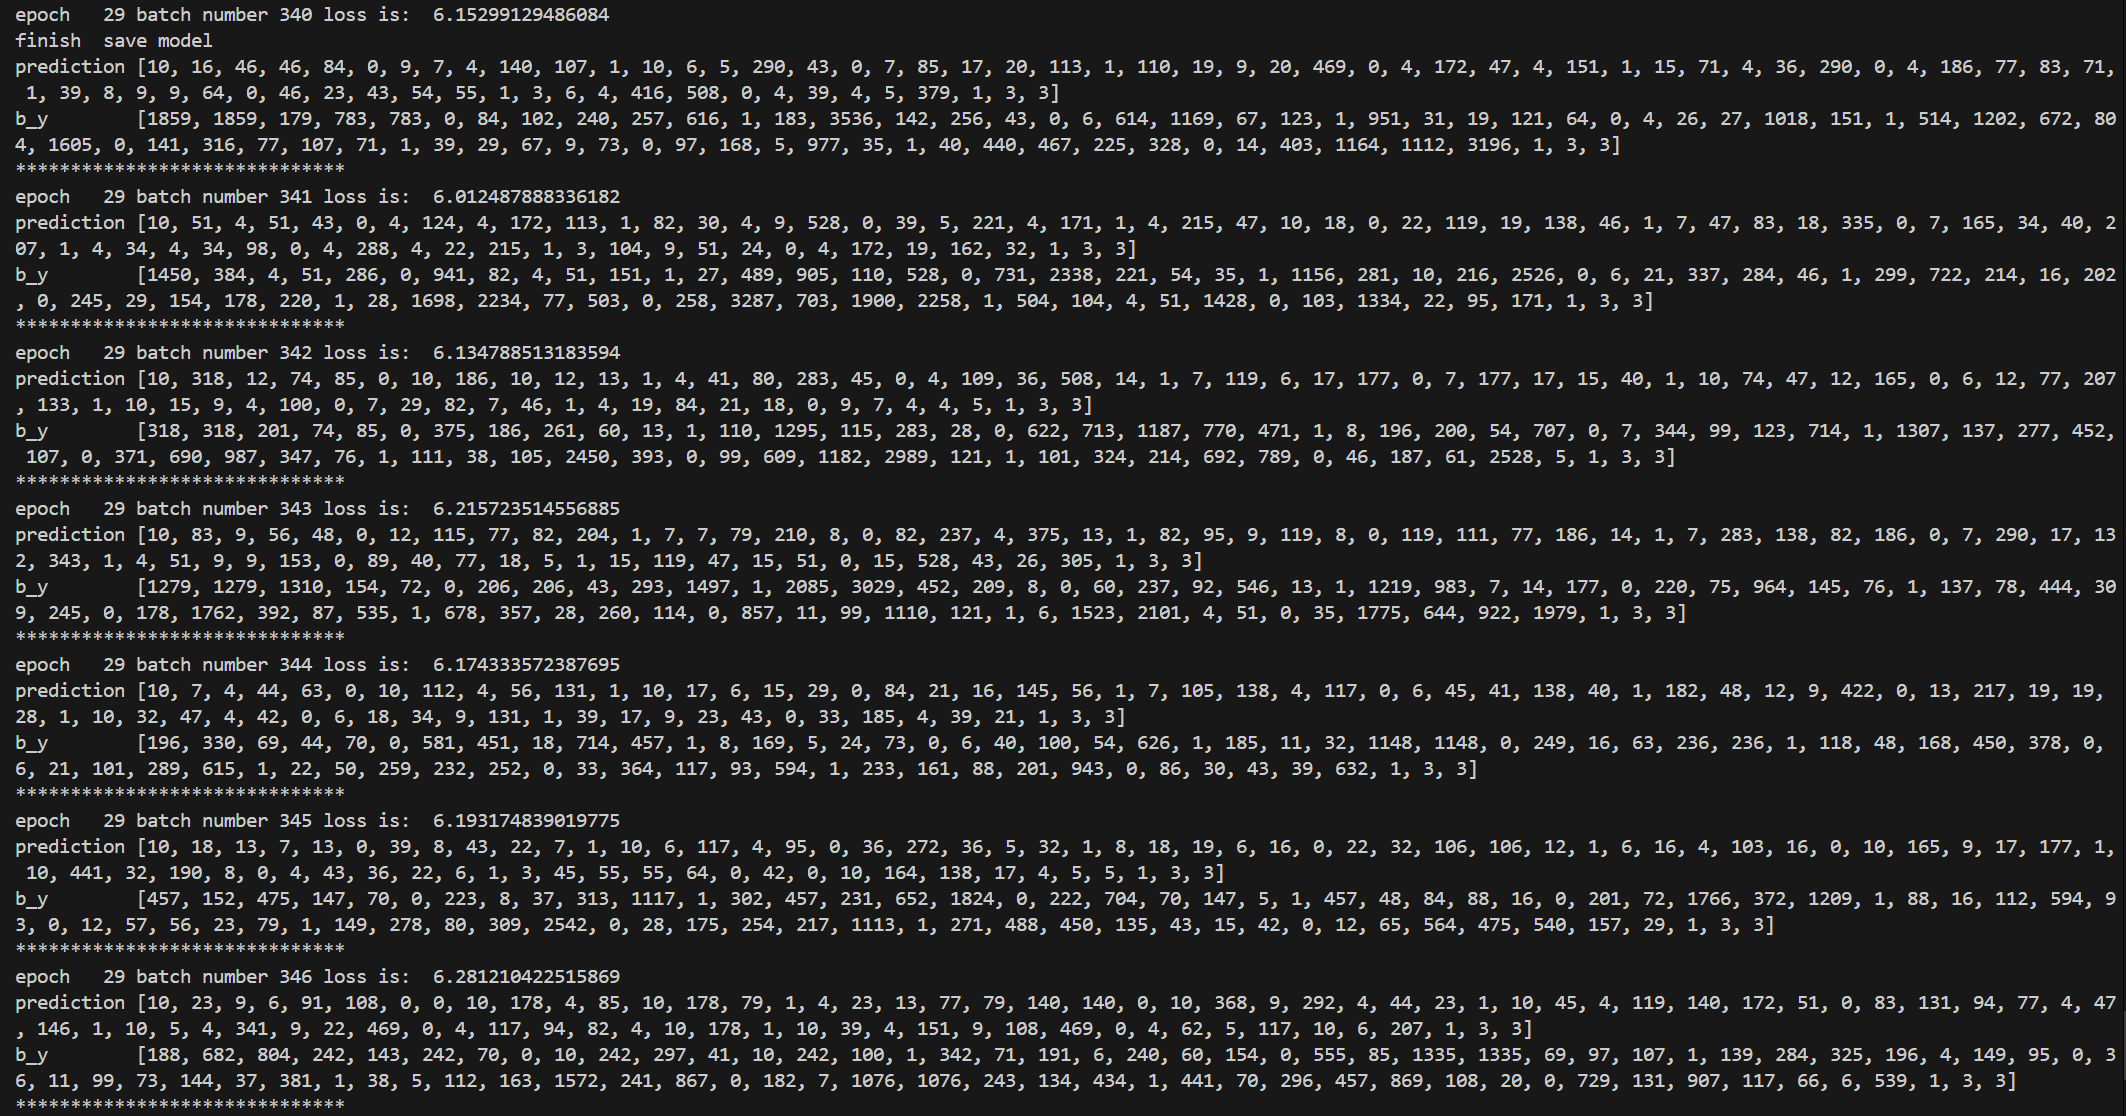 epoch   29 batch number 340 loss is:  6.15299129486084
finish  save model
prediction [10, 16, 46, 46, 84, 0, 9, 7, 4, 140, 107, 1, 10, 6, 5, 290, 43, 0, 7, 85, 17, 20, 113, 1, 110, 19, 9, 20, 469, 0, 4, 172, 47, 4, 151, 1, 15, 71, 4, 36, 290, 0, 4, 186, 77, 83, 71,
 1, 39, 8, 9, 9, 64, 0, 46, 23, 43, 54, 55, 1, 3, 6, 4, 416, 508, 0, 4, 39, 4, 5, 379, 1, 3, 3]
b_y        [1859, 1859, 179, 783, 783, 0, 84, 102, 240, 257, 616, 1, 183, 3536, 142, 256, 43, 0, 6, 614, 1169, 67, 123, 1, 951, 31, 19, 121, 64, 0, 4, 26, 27, 1018, 151, 1, 514, 1202, 672, 80
4, 1605, 0, 141, 316, 77, 107, 71, 1, 39, 29, 67, 9, 73, 0, 97, 168, 5, 977, 35, 1, 40, 440, 467, 225, 328, 0, 14, 403, 1164, 1112, 3196, 1, 3, 3]
******************************
epoch   29 batch number 341 loss is:  6.012487888336182
prediction [10, 51, 4, 51, 43, 0, 4, 124, 4, 172, 113, 1, 82, 30, 4, 9, 528, 0, 39, 5, 221, 4, 171, 1, 4, 215, 47, 10, 18, 0, 22, 119, 19, 138, 46, 1, 7, 47, 83, 18, 335, 0, 7, 165, 34, 40, 2
07, 1, 4, 34, 4, 34, 98, 0, 4, 288, 4, 22, 215, 1, 3, 104, 9, 51, 24, 0, 4, 172, 19, 162, 32, 1, 3, 3]
b_y        [1450, 384, 4, 51, 286, 0, 941, 82, 4, 51, 151, 1, 27, 489, 905, 110, 528, 0, 731, 2338, 221, 54, 35, 1, 1156, 281, 10, 216, 2526, 0, 6, 21, 337, 284, 46, 1, 299, 722, 214, 16, 202
, 0, 245, 29, 154, 178, 220, 1, 28, 1698, 2234, 77, 503, 0, 258, 3287, 703, 1900, 2258, 1, 504, 104, 4, 51, 1428, 0, 103, 1334, 22, 95, 171, 1, 3, 3]
******************************
epoch   29 batch number 342 loss is:  6.134788513183594
prediction [10, 318, 12, 74, 85, 0, 10, 186, 10, 12, 13, 1, 4, 41, 80, 283, 45, 0, 4, 109, 36, 508, 14, 1, 7, 119, 6, 17, 177, 0, 7, 177, 17, 15, 40, 1, 10, 74, 47, 12, 165, 0, 6, 12, 77, 207
, 133, 1, 10, 15, 9, 4, 100, 0, 7, 29, 82, 7, 46, 1, 4, 19, 84, 21, 18, 0, 9, 7, 4, 4, 5, 1, 3, 3]
b_y        [318, 318, 201, 74, 85, 0, 375, 186, 261, 60, 13, 1, 110, 1295, 115, 283, 28, 0, 622, 713, 1187, 770, 471, 1, 8, 196, 200, 54, 707, 0, 7, 344, 99, 123, 714, 1, 1307, 137, 277, 452,
 107, 0, 371, 690, 987, 347, 76, 1, 111, 38, 105, 2450, 393, 0, 99, 609, 1182, 2989, 121, 1, 101, 324, 214, 692, 789, 0, 46, 187, 61, 2528, 5, 1, 3, 3]
******************************
epoch   29 batch number 343 loss is:  6.215723514556885
prediction [10, 83, 9, 56, 48, 0, 12, 115, 77, 82, 204, 1, 7, 7, 79, 210, 8, 0, 82, 237, 4, 375, 13, 1, 82, 95, 9, 119, 8, 0, 119, 111, 77, 186, 14, 1, 7, 283, 138, 82, 186, 0, 7, 290, 17, 13
2, 343, 1, 4, 51, 9, 9, 153, 0, 89, 40, 77, 18, 5, 1, 15, 119, 47, 15, 51, 0, 15, 528, 43, 26, 305, 1, 3, 3]
b_y        [1279, 1279, 1310, 154, 72, 0, 206, 206, 43, 293, 1497, 1, 2085, 3029, 452, 209, 8, 0, 60, 237, 92, 546, 13, 1, 1219, 983, 7, 14, 177, 0, 220, 75, 964, 145, 76, 1, 137, 78, 444, 30
9, 245, 0, 178, 1762, 392, 87, 535, 1, 678, 357, 28, 260, 114, 0, 857, 11, 99, 1110, 121, 1, 6, 1523, 2101, 4, 51, 0, 35, 1775, 644, 922, 1979, 1, 3, 3]
******************************
epoch   29 batch number 344 loss is:  6.174333572387695
prediction [10, 7, 4, 44, 63, 0, 10, 112, 4, 56, 131, 1, 10, 17, 6, 15, 29, 0, 84, 21, 16, 145, 56, 1, 7, 105, 138, 4, 117, 0, 6, 45, 41, 138, 40, 1, 182, 48, 12, 9, 422, 0, 13, 217, 19, 19,
28, 1, 10, 32, 47, 4, 42, 0, 6, 18, 34, 9, 131, 1, 39, 17, 9, 23, 43, 0, 33, 185, 4, 39, 21, 1, 3, 3]
b_y        [196, 330, 69, 44, 70, 0, 581, 451, 18, 714, 457, 1, 8, 169, 5, 24, 73, 0, 6, 40, 100, 54, 626, 1, 185, 11, 32, 1148, 1148, 0, 249, 16, 63, 236, 236, 1, 118, 48, 168, 450, 378, 0,
6, 21, 101, 289, 615, 1, 22, 50, 259, 232, 252, 0, 33, 364, 117, 93, 594, 1, 233, 161, 88, 201, 943, 0, 86, 30, 43, 39, 632, 1, 3, 3]
******************************
epoch   29 batch number 345 loss is:  6.193174839019775
prediction [10, 18, 13, 7, 13, 0, 39, 8, 43, 22, 7, 1, 10, 6, 117, 4, 95, 0, 36, 272, 36, 5, 32, 1, 8, 18, 19, 6, 16, 0, 22, 32, 106, 106, 12, 1, 6, 16, 4, 103, 16, 0, 10, 165, 9, 17, 177, 1,
 10, 441, 32, 190, 8, 0, 4, 43, 36, 22, 6, 1, 3, 45, 55, 55, 64, 0, 42, 0, 10, 164, 138, 17, 4, 5, 5, 1, 3, 3]
b_y        [457, 152, 475, 147, 70, 0, 223, 8, 37, 313, 1117, 1, 302, 457, 231, 652, 1824, 0, 222, 704, 70, 147, 5, 1, 457, 48, 84, 88, 16, 0, 201, 72, 1766, 372, 1209, 1, 88, 16, 112, 594, 9
3, 0, 12, 57, 56, 23, 79, 1, 149, 278, 80, 309, 2542, 0, 28, 175, 254, 217, 1113, 1, 271, 488, 450, 135, 43, 15, 42, 0, 12, 65, 564, 475, 540, 157, 29, 1, 3, 3]
******************************
epoch   29 batch number 346 loss is:  6.281210422515869
prediction [10, 23, 9, 6, 91, 108, 0, 0, 10, 178, 4, 85, 10, 178, 79, 1, 4, 23, 13, 77, 79, 140, 140, 0, 10, 368, 9, 292, 4, 44, 23, 1, 10, 45, 4, 119, 140, 172, 51, 0, 83, 131, 94, 77, 4, 47
, 146, 1, 10, 5, 4, 341, 9, 22, 469, 0, 4, 117, 94, 82, 4, 10, 178, 1, 10, 39, 4, 151, 9, 108, 469, 0, 4, 62, 5, 117, 10, 6, 207, 1, 3, 3]
b_y        [188, 682, 804, 242, 143, 242, 70, 0, 10, 242, 297, 41, 10, 242, 100, 1, 342, 71, 191, 6, 240, 60, 154, 0, 555, 85, 1335, 1335, 69, 97, 107, 1, 139, 284, 325, 196, 4, 149, 95, 0, 3
6, 11, 99, 73, 144, 37, 381, 1, 38, 5, 112, 163, 1572, 241, 867, 0, 182, 7, 1076, 1076, 243, 134, 434, 1, 441, 70, 296, 457, 869, 108, 20, 0, 729, 131, 907, 117, 66, 6, 539, 1, 3, 3]
******************************